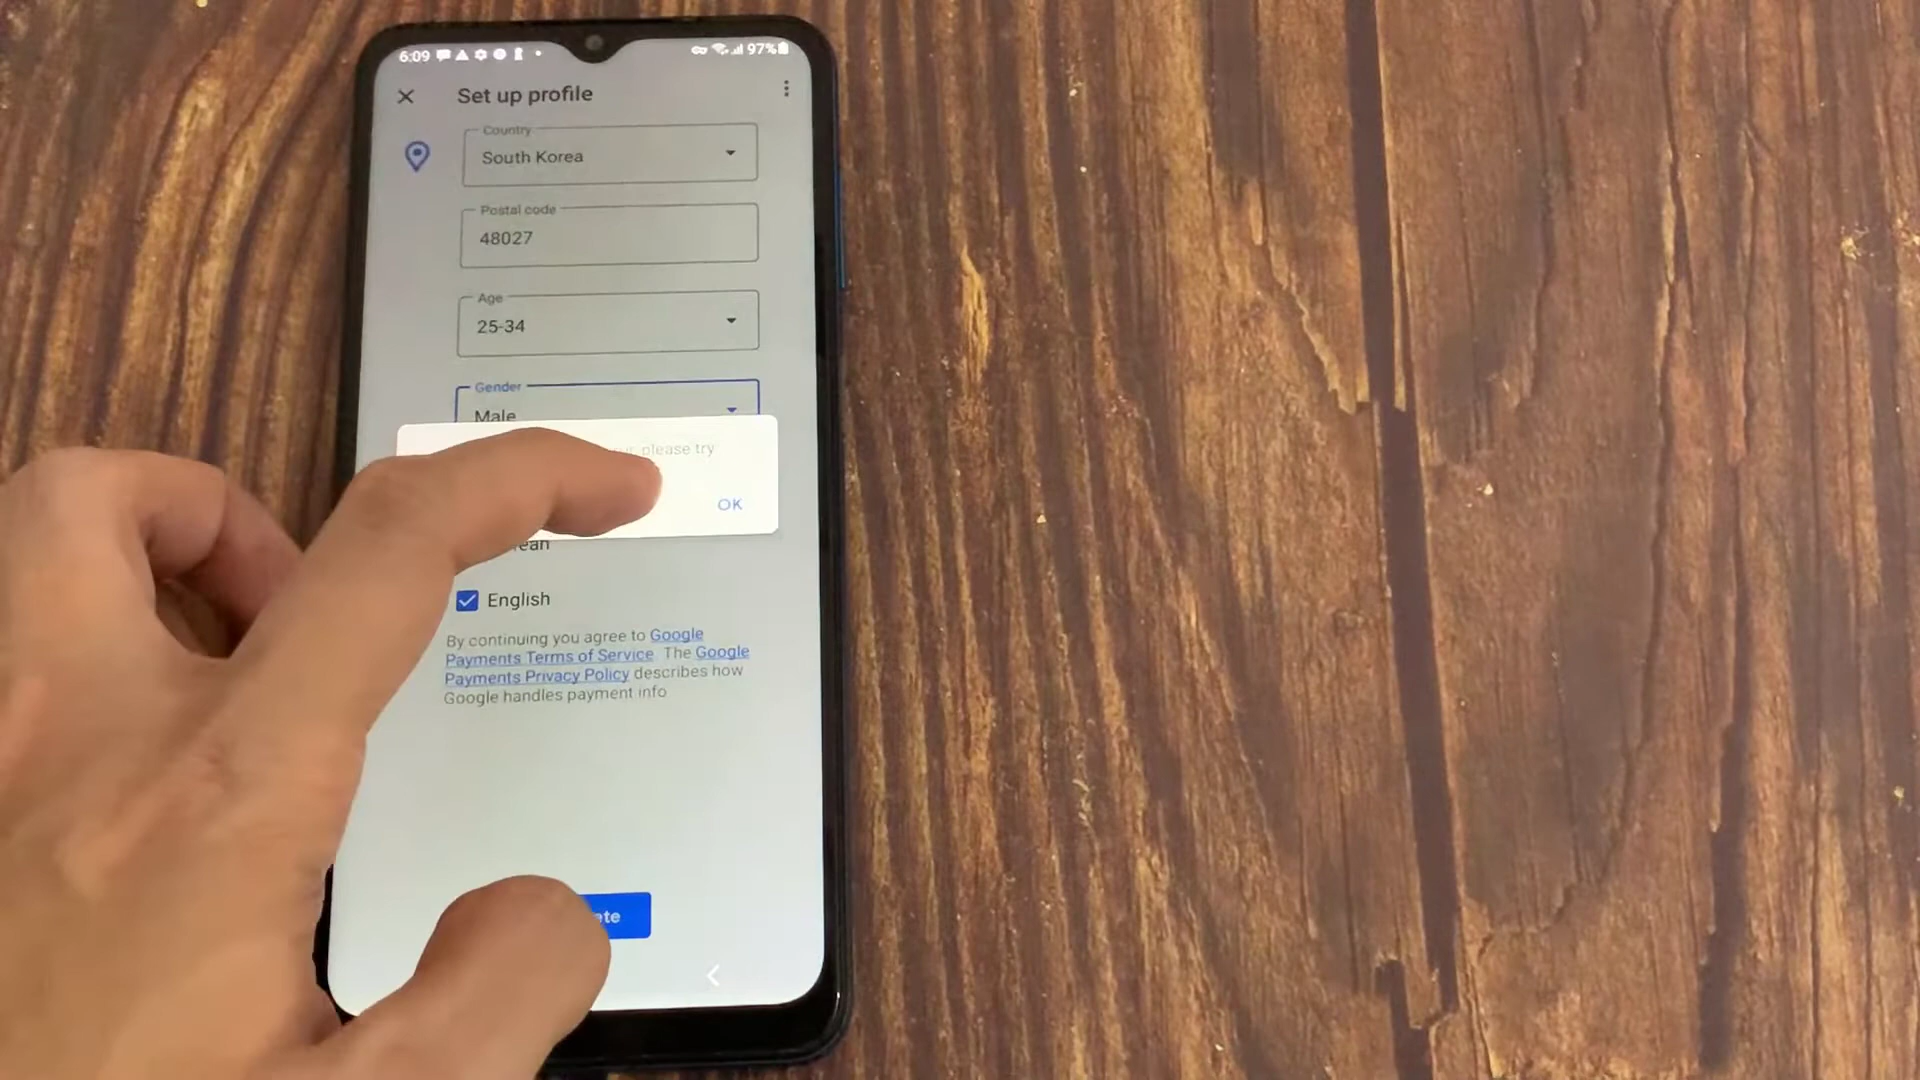 6:09
97%
Set up profile
Country
South Korea
Postal code
48027
Age
25-34
Gender
Male
please try
OK
English
By continuing you agree to Google
Payments Terms of Service. The Google
Payments Privacy Policy describes how
Google handles payment info